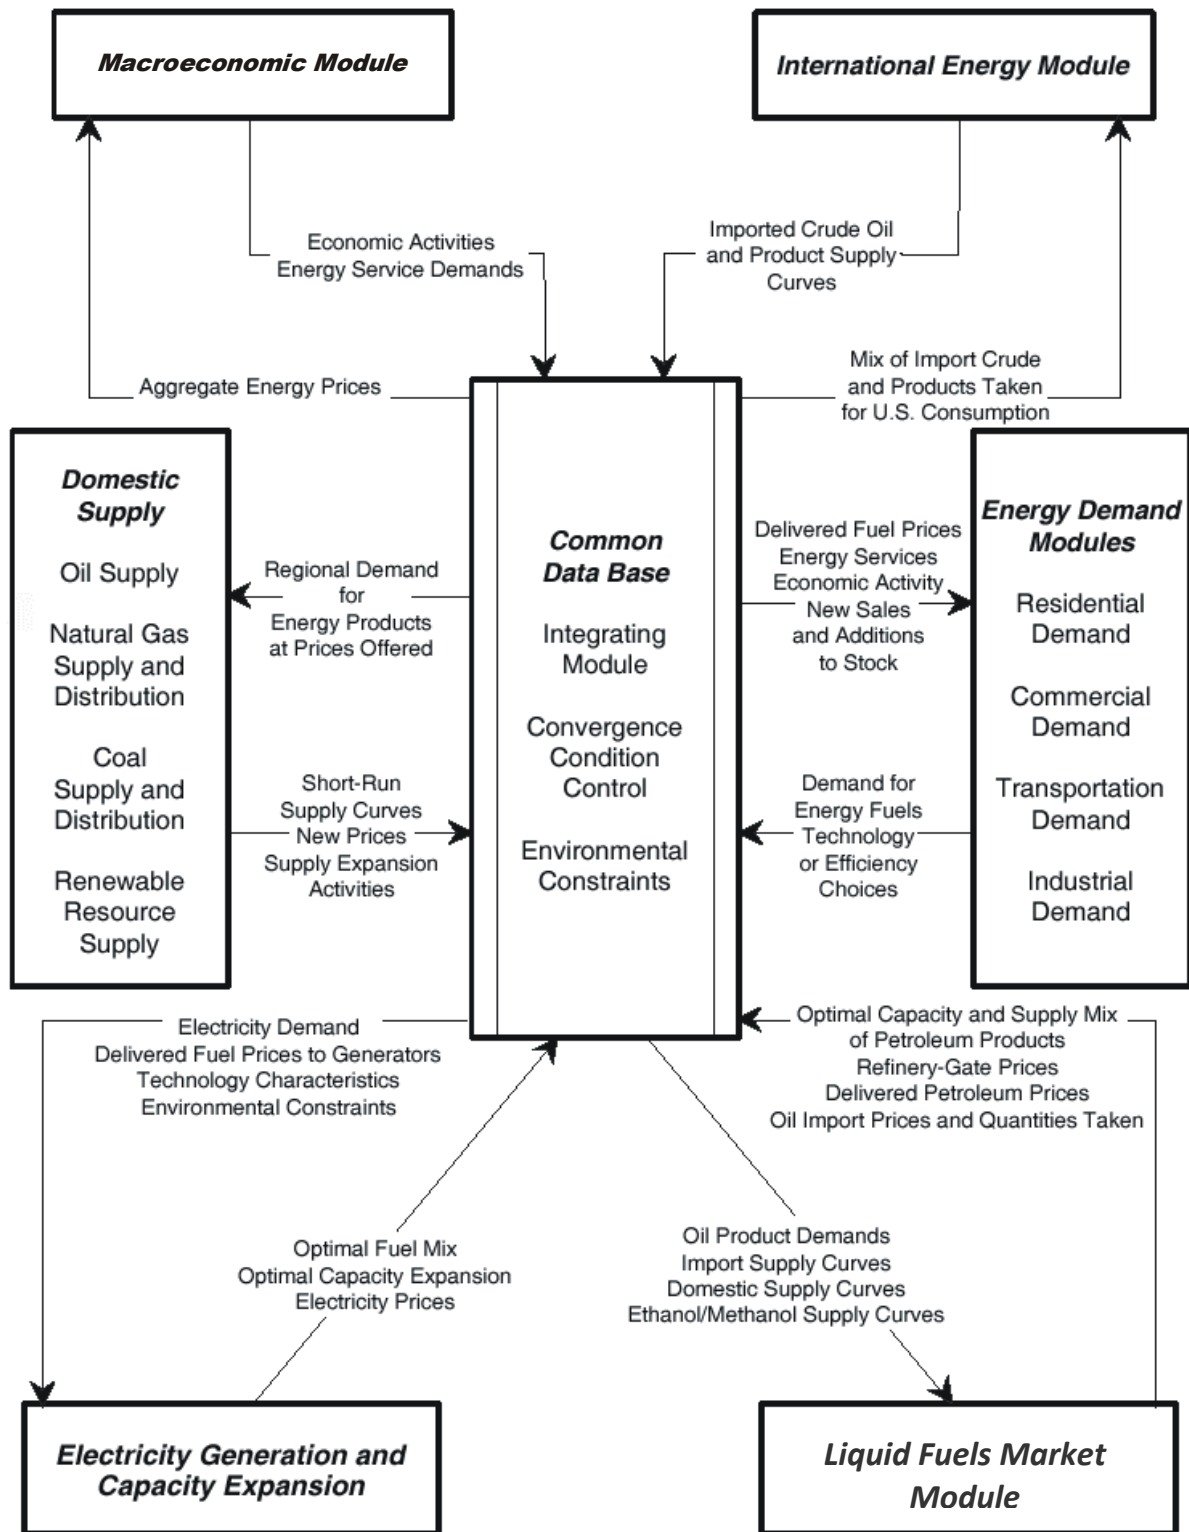 Macroeconomic Module
International Energy Module
Economic Activities
Energy Service Demands
Imported Crude Oil
and Product Supply
Curves
Aggregate Energy Prices
Mix of Import Crude
and Products Taken
for U.S. Consumption
Domestic
Supply
Oil Supply
Natural Gas
Supply and
Distribution
Coal
Supply and
Distribution
Renewable
Resource
Supply
Regional Demand
for
Energy Products
at Prices Offered
Short-Run
Supply Curves
New Prices
Supply Expansion
Activities
Common
Data Base
Integrating
Module
Convergence
Condition
Control
Environmental
Constraints
Delivered Fuel Prices
Energy Services
Economic Activity
New Sales
and Additions
to Stock
Demand for
Energy Fuels
Technology
or Efficiency
Choices
Energy Demand
Modules
Residential
Demand
Commercial
Demand
Transportation
Demand
Industrial
Demand
Electricity Demand
Delivered Fuel Prices to Generators
Technology Characteristics
Environmental Constraints
Optimal Capacity and Supply Mix
of Petroleum Products
Refinery-Gate Prices
Delivered Petroleum Prices
Oil Import Prices and Quantities Taken
Optimal Fuel Mix
Optimal Capacity Expansion
Electricity Prices
Oil Product Demands
Import Supply Curves
Domestic Supply Curves
Ethanol/Methanol Supply Curves
Electricity Generation and
Capacity Expansion
Liquid Fuels Market
Module